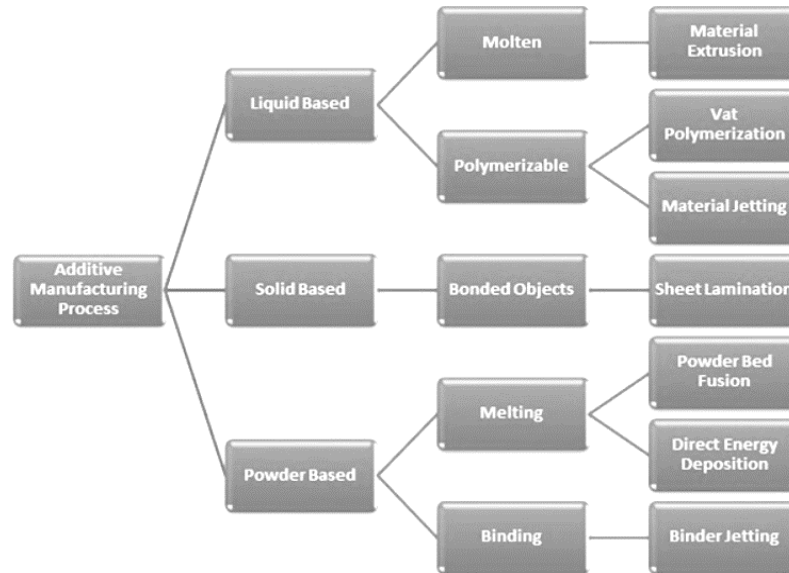 Molten
Material
Extrusion
Liquid Based
Vat
Polymerization
Polymerizable
Material Jetting
Additive
Manufacturing
Process
Solid Based
Bonded Objects
Sheet Lamination
Powder Bed
Fusion
Melting
Direct Energy
Deposition
Powder Based
Binding
Binder Jetting